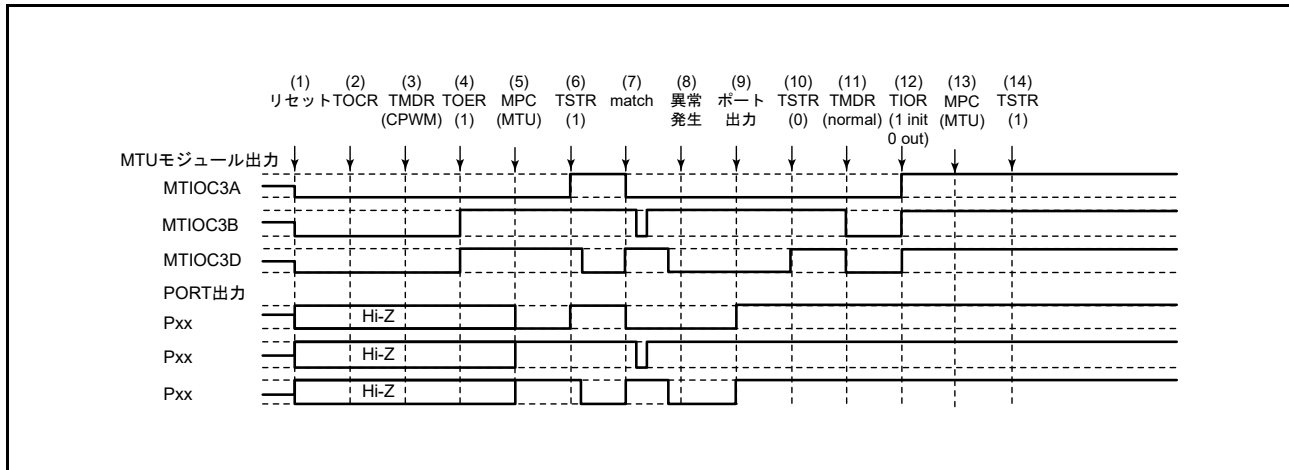 (1) (2) (3) (4) (5) (6) (7) (8) (9) (10) (11) (12) (13) (14)
リセット TOCR TMDR TOER MPC TSTR match 異常 ポート TSTR TMDR TIOR MPC TSTR
(CPWM) (1) (MTU) (1) 発生 出力 (0) (normal) (1 init (MTU) (1)
0 out)
MTUモジュール出力
MTIOC3A
MTIOC3B
MTIOC3D
PORT出力
Pxx Hi-Z
Pxx Hi-Z
Pxx Hi-Z